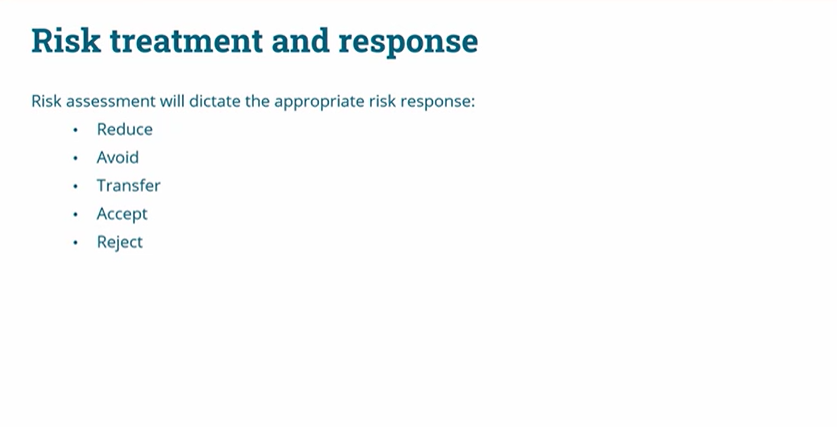 Risk treatment and response
Risk assessment will dictate the appropriate risk response:
• Reduce
• Avoid
• Transfer
• Accept
• Reject